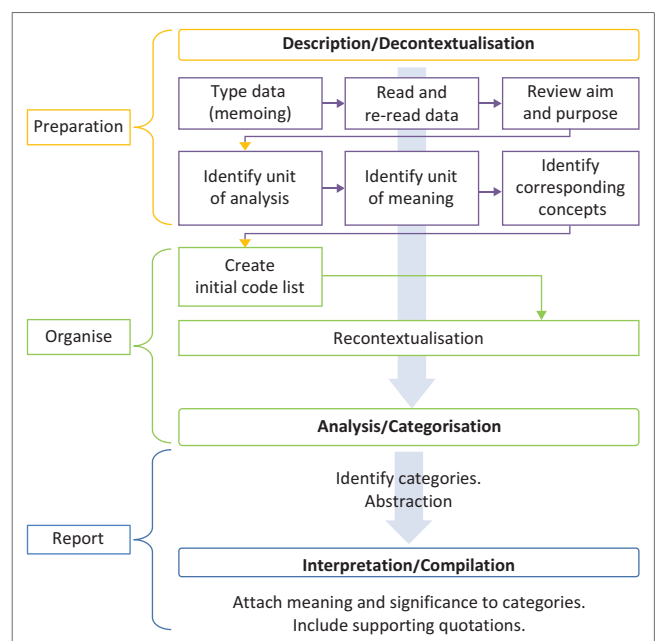 Description/Decontextualisation
Preparation
Type data
(memoing)
Read and
re-read data
Review aim
and purpose
Identify unit
of analysis
Identify unit
of meaning
Identify
corresponding
concepts
Organise
Create
initial code list
Recontextualisation
Analysis/Categorisation
Report
Identify categories.
Abstraction
Interpretation/Compilation
Attach meaning and significance to categories.
Include supporting quotations.